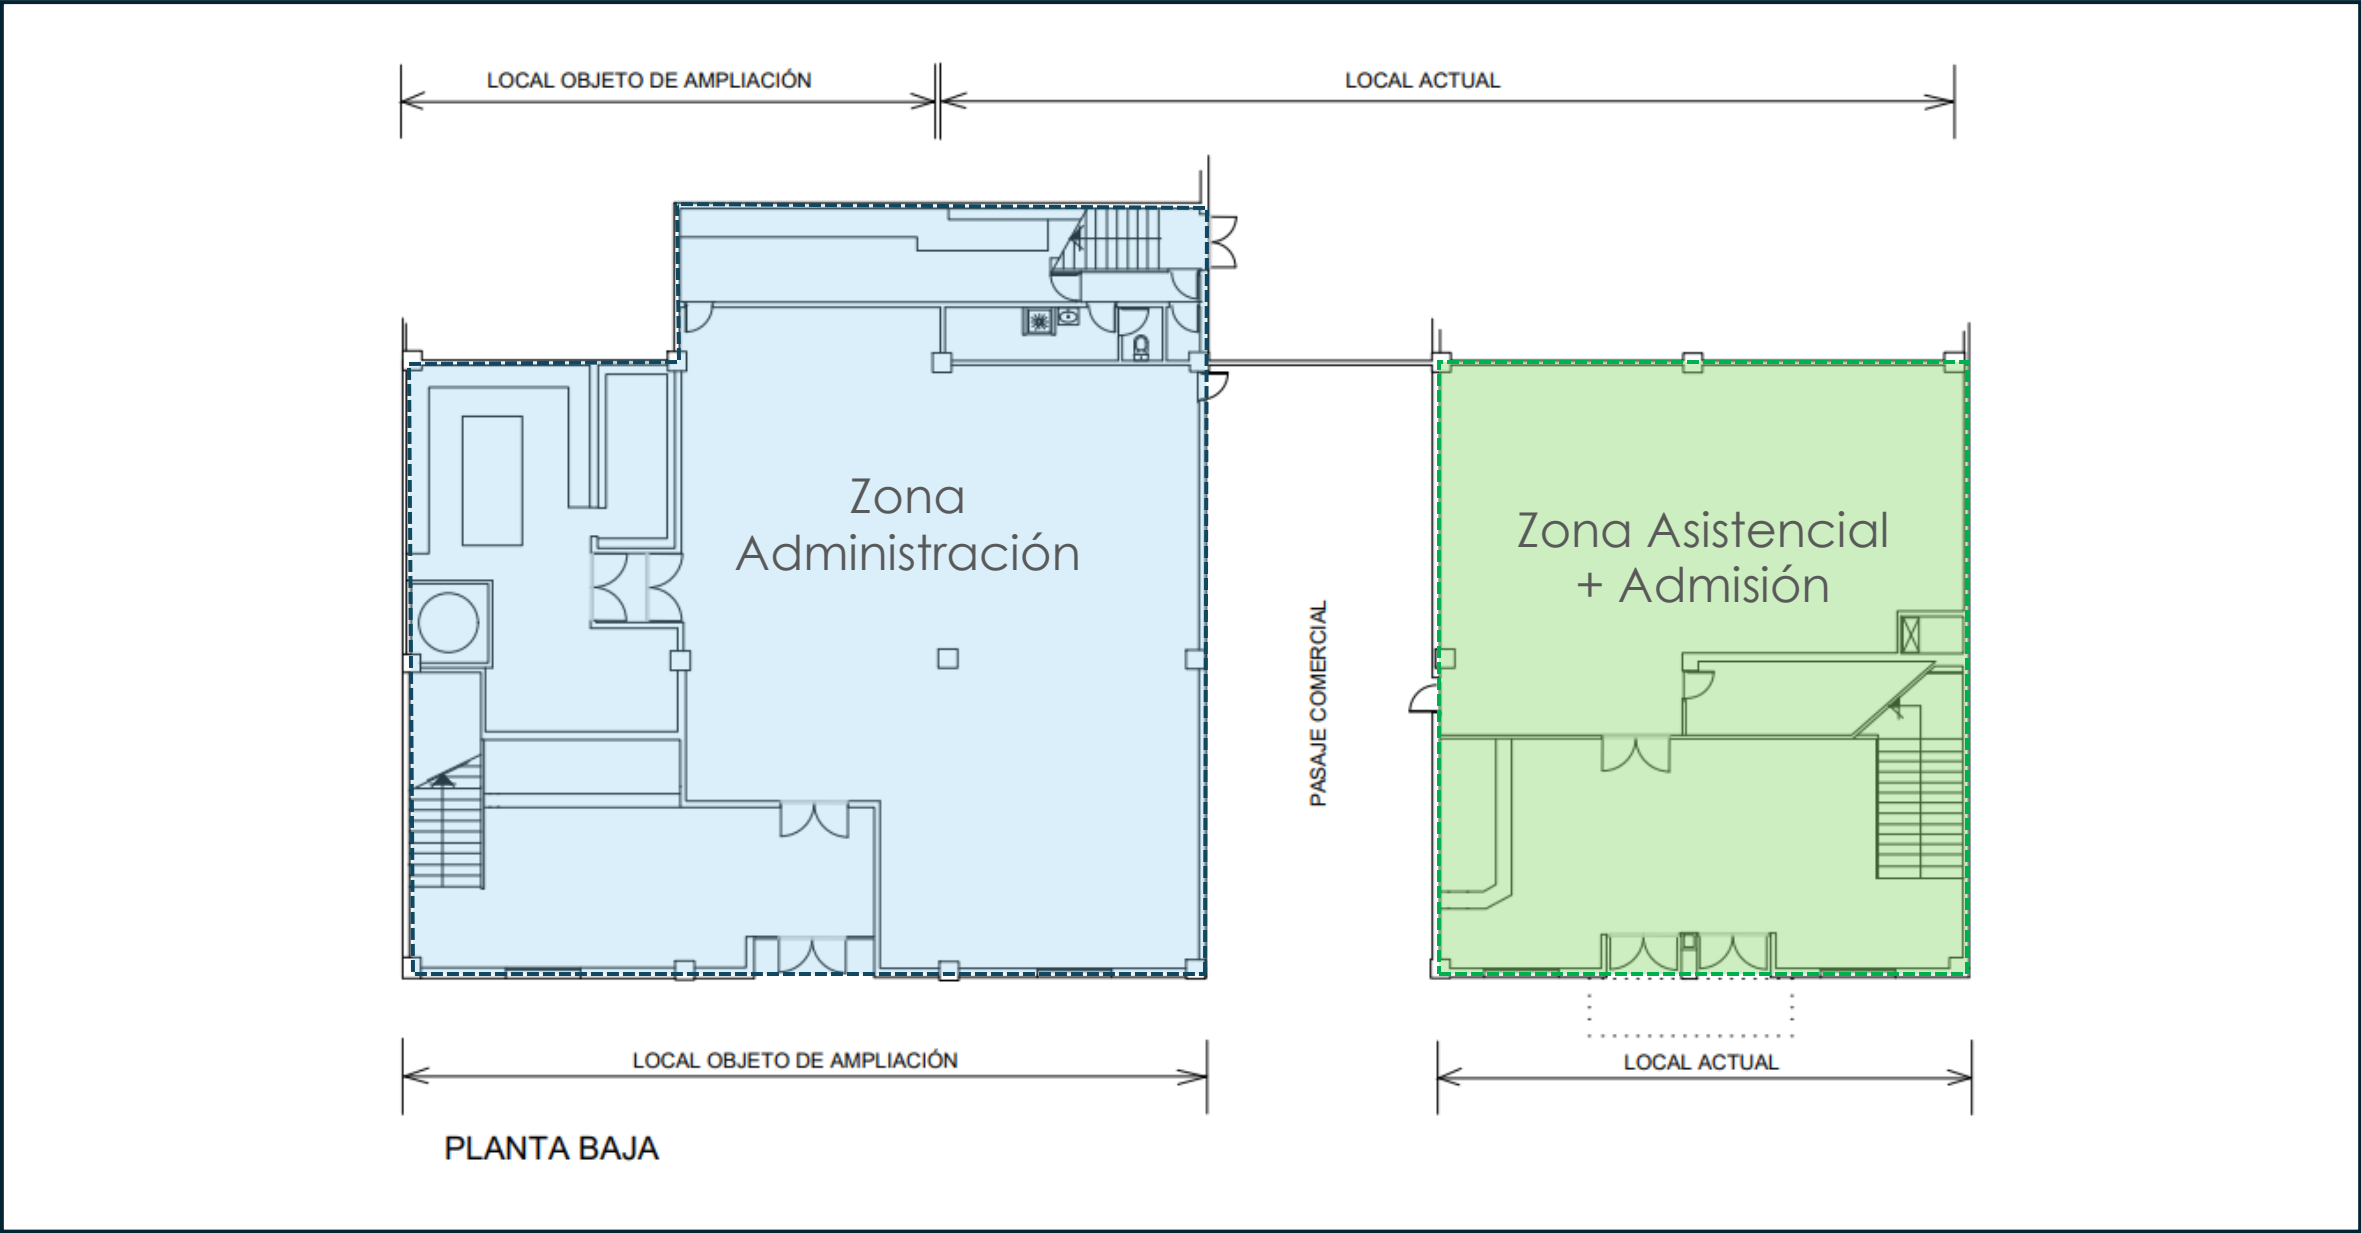 LOCAL OBJETO DE AMPLIACIÓN
LOCAL ACTUAL
Zona
Administración
Zona Asistencial
+ Admisión
PASAJE COMERCIAL
LOCAL OBJETO DE AMPLIACIÓN
LOCAL ACTUAL
PLANTA BAJA